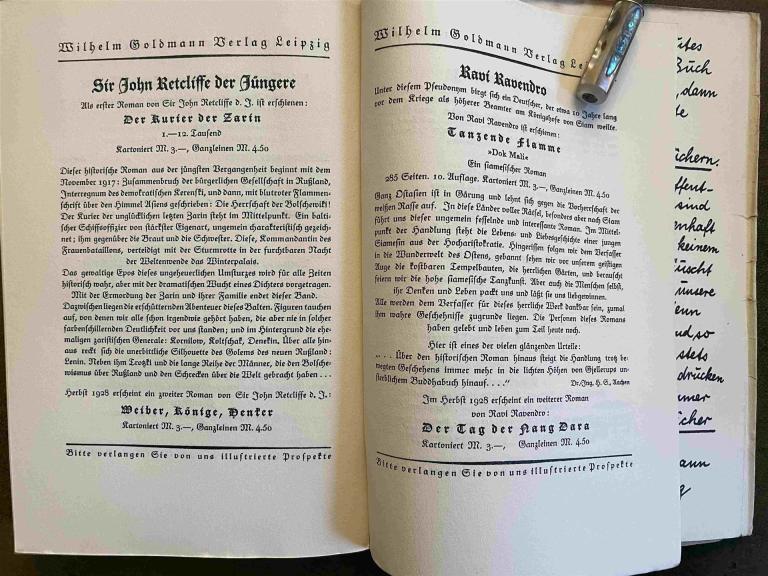 Wilhelm Goldmann Verlag Leipzig
Sir John Retcliffe der Jüngere
Als erster Roman von Sir John Retcliffe d. J. ist erschienen:
Der Kurier der Zarin
1.—12. Tausend
Kartoniert M. 3.—, Ganzleinen M. 4.50
Dieser historische Roman aus der jüngsten Vergangenheit beginnt mit dem
November 1917: Zusammenbruch der bürgerlichen Gesellschaft in Rußland,
Interregnum des demokratischen Kerenski, und dann, mit blutroter Flammen-
schrift über den Himmel Asiens geschrieben: Die Herrschaft der Bolschewiki!
Der Kurier der unglücklichen letzten Zarin steht im Mittelpunkt. Ein balti-
scher Schiffsoffizier von stärkster Eigenart, ungemein charakteristisch gezeich-
net; ihm gegenüber die Braut und die Schwester. Diese, Kommandantin des
Frauenbataillons, verteidigt mit der Sturmrotte in der furchtbaren Nacht
der Weltenwende das Winterpalais.
Das gewaltige Epos dieses ungeheuerlichen Umsturzes wird für alle Zeiten
historisch wahr, aber mit der dramatischen Wucht eines Dichters vorgetragen.
Mit der Ermordung der Zarin und ihrer Familie endet dieser Band.
Dazwischen liegen die erschütternden Abenteuer dieses Balten. Figuren tauchen
auf, von denen wir alle schon irgendwie gehört haben, die aber nie in solcher
farbenschillernden Deutlichkeit vor uns standen; und im Hintergrund die ehe-
maligen zaristischen Generale: Kornilow, Koltschak, Denekin. Über alle hin-
aus reckt sich die unerbittliche Silhouette des Golems des neuen Rußland:
Lenin. Neben ihm Trotzki und die lange Reihe der Männer, die den Bolsche-
wismus über Rußland und den Schrecken über die Welt gebracht haben . . .
Herbst 1928 erscheint ein zweiter Roman von Sir John Retcliffe d. J.:
Weiber, Könige, Henker
Kartoniert M. 3.—, Ganzleinen M. 4.50
Bitte verlangen Sie von uns illustrierte Prospekte
Wilhelm Goldmann Verlag Le
Ravi Ravendro
Unter diesem Pseudonym birgt sich ein Deutscher, der etwa 10 Jahre lang
vor dem Kriege als höherer Beamter am Königshofe von Siam weilte.
Von Ravi Ravendro ist erschienen:
Tanzende Flamme
»Dok Mali«
Ein siamesischer Roman
285 Seiten. 10. Auflage. Kartoniert M. 3.—, Ganzleinen M. 4.50
Ganz Ostasien ist in Gärung und lehnt sich gegen die Vorherrschaft der
weißen Rasse auf. In diese Länder voller Rätsel, besonders aber nach Siam
führt uns dieser ungemein fesselnde und interessante Roman. Im Mittel-
punkt der Handlung steht die Lebens- und Liebesgeschichte einer jungen
Siamesin aus der Hocharistokratie. Hingerissen folgen wir dem Verfasser
in die Wunderwelt des Ostens, gebannt sehen wir vor unserem geistigen
Auge die kostbaren Tempelbauten, die herrlichen Gärten, und berauscht
feiern wir die hohe siamesische Tanzkunst. Aber auch die Menschen selbst,
ihr Denken und Leben packt uns und läßt sie uns liebgewinnen.
Alle werden dem Verfasser für dieses herrliche Werk dankbar sein, zumal
ihm wahre Geschehnisse zugrunde liegen. Die Personen dieses Romans
haben gelebt und leben zum Teil heute noch.
Hier ist eines der vielen glänzenden Urteile:
„. . . Über den historischen Roman hinaus steigt die Handlung trotz be-
wegten Geschehens immer mehr in die lichten Höhen von Gjellerups un-
sterblichem Buddhabuch hinauf. . . .“ Dr.-Ing. H. S., Aachen
Im Herbst 1928 erscheint ein weiterer Roman
von Ravi Ravendro:
Der Tag der Nang Dara
Kartoniert M. 3.—, Ganzleinen M. 4.50
Bitte verlangen Sie von uns illustrierte Prospekte
utes
Buch
, dann
te
üchern.
ffent-
sind
nhaft
keinem
üscht
unsere
enn
nd, so
stets
drücken
mer
ücher
ann
g